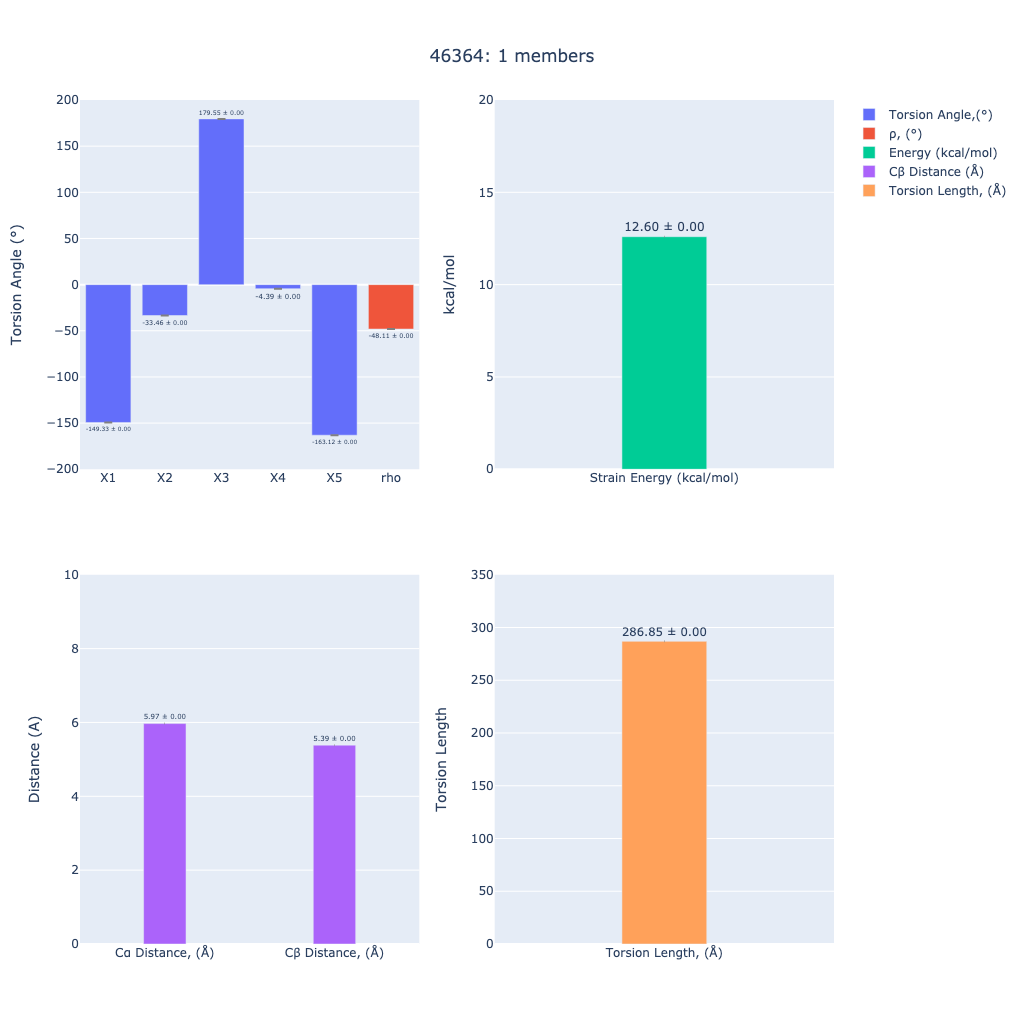 46364: 1 members
Torsion Angle (°)
200
150
100
50
0
−50
−100
−150
−200
179.55 ± 0.00
-4.39 ± 0.00
-33.46 ± 0.00
-48.11 ± 0.00
-149.33 ± 0.00
-163.12 ± 0.00
X1 X2 X3 X4 X5 rho
kcal/mol
20
15
10
5
0
12.60 ± 0.00
Strain Energy (kcal/mol)
Torsion Angle,(°)
ρ, (°)
Energy (kcal/mol)
Cβ Distance (Å)
Torsion Length, (Å)
Distance (A)
10
8
6
4
2
0
5.97 ± 0.00
5.39 ± 0.00
Cα Distance, (Å) Cβ Distance, (Å)
Torsion Length
350
300
250
200
150
100
50
0
286.85 ± 0.00
Torsion Length, (Å)